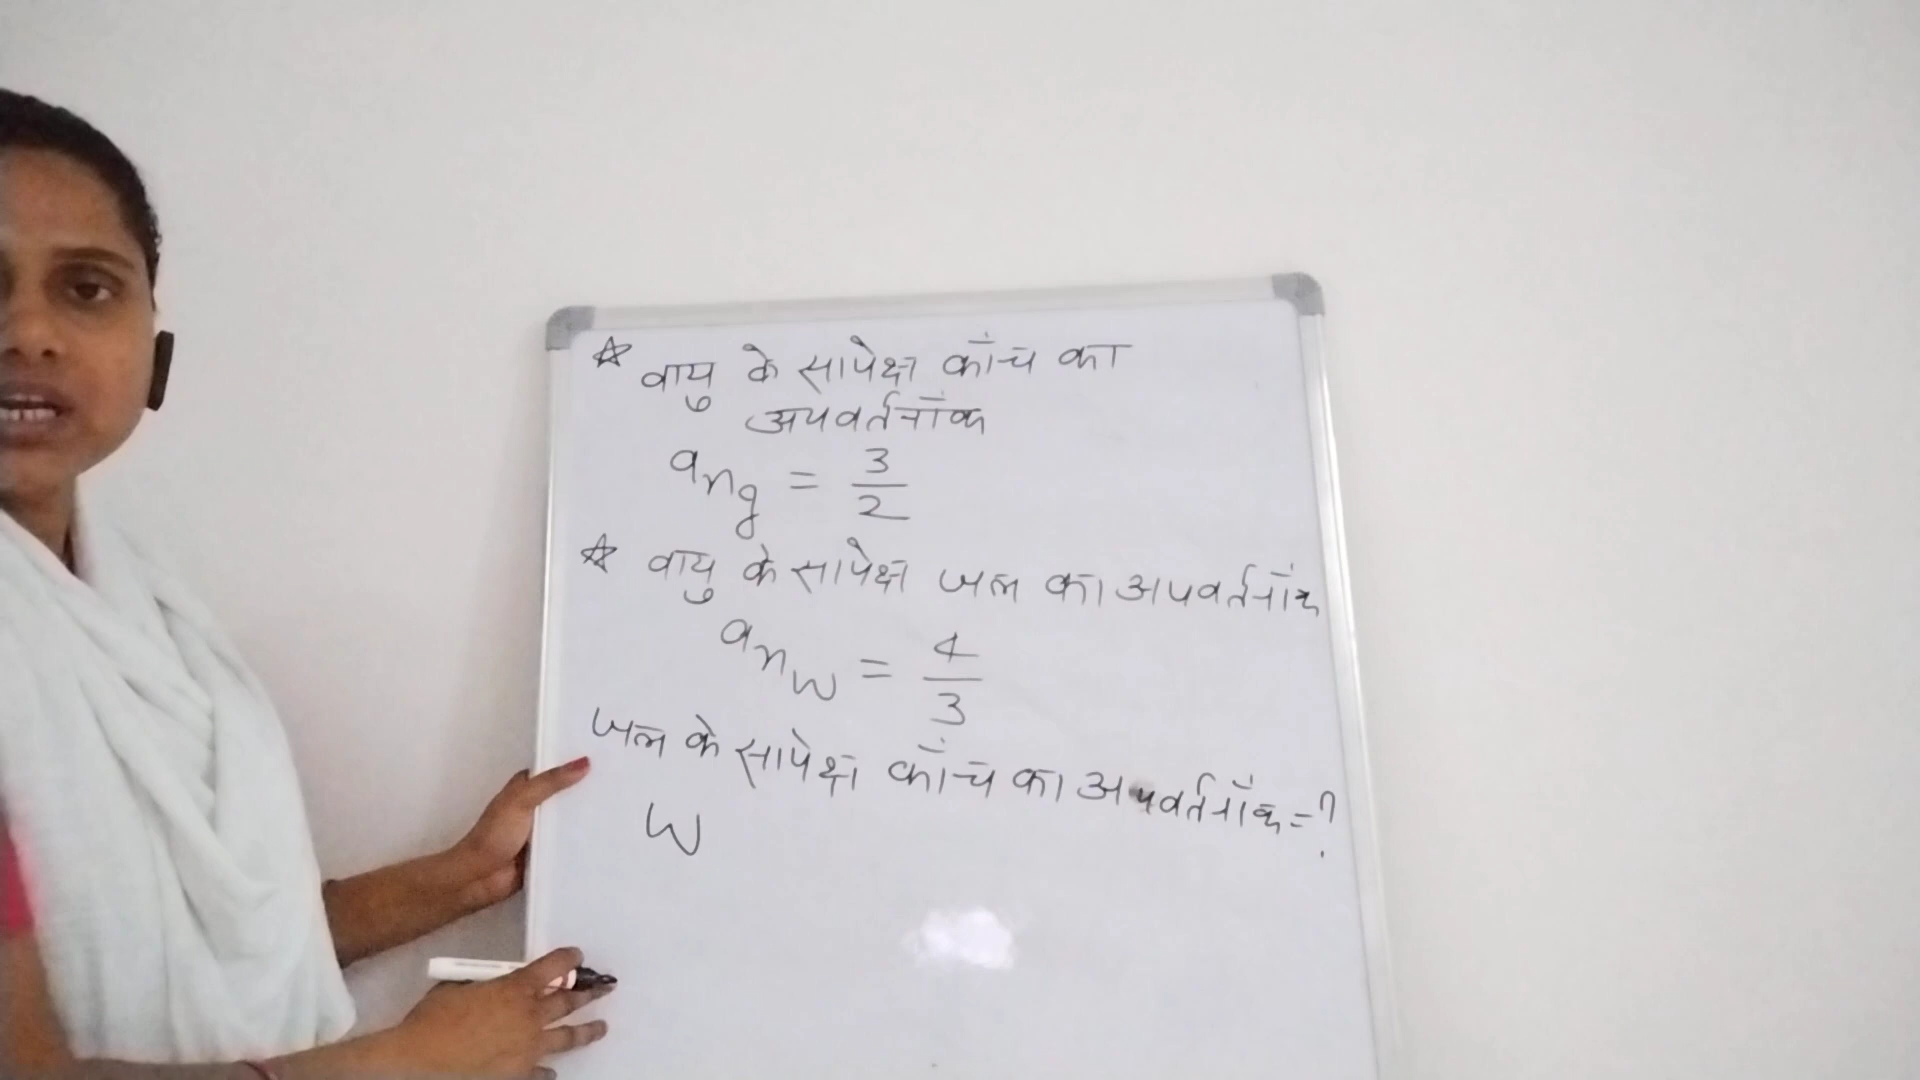 ☆ वायु के सापेक्ष काँच का
अपवर्तनाँक
ang = 3/2
☆ वायु के सापेक्ष जल का अपवर्तनाँक
anw = 4/3
जल के सापेक्ष काँच का अपवर्तनाँक = ?
w